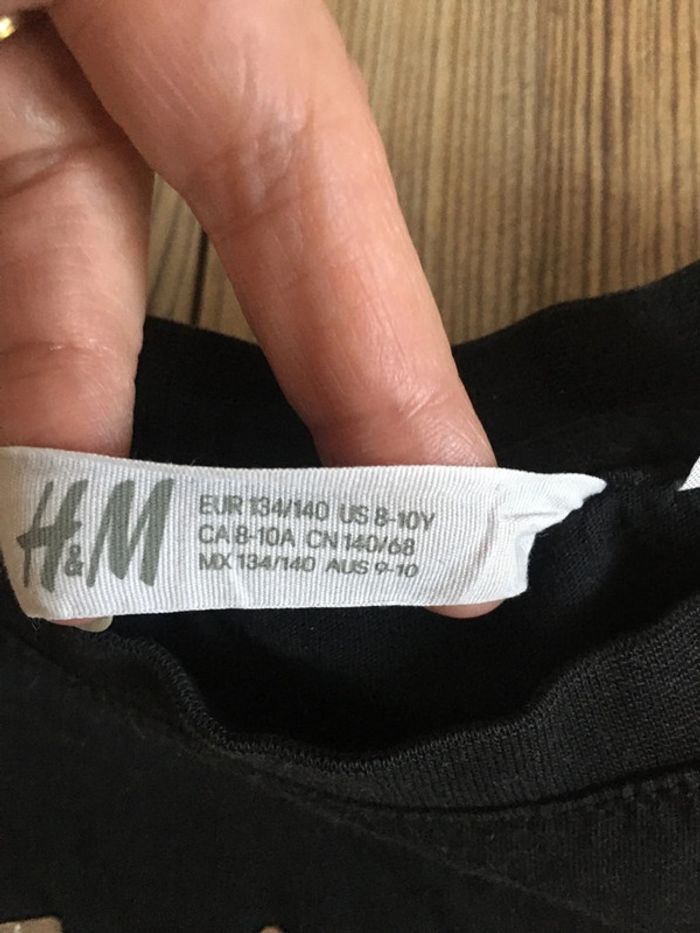 H&M
EUR 134/140 US 8-10Y
CA 8-10A CN 140/68
MX 134/140 AUS 9-10